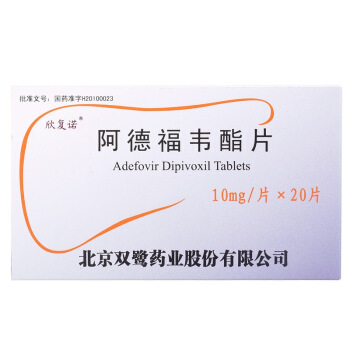 批准文号：国药准字H20100023
欣复诺®
阿德福韦酯片
Adefovir Dipivoxil Tablets
10mg/片×20片
北京双鹭药业股份有限公司